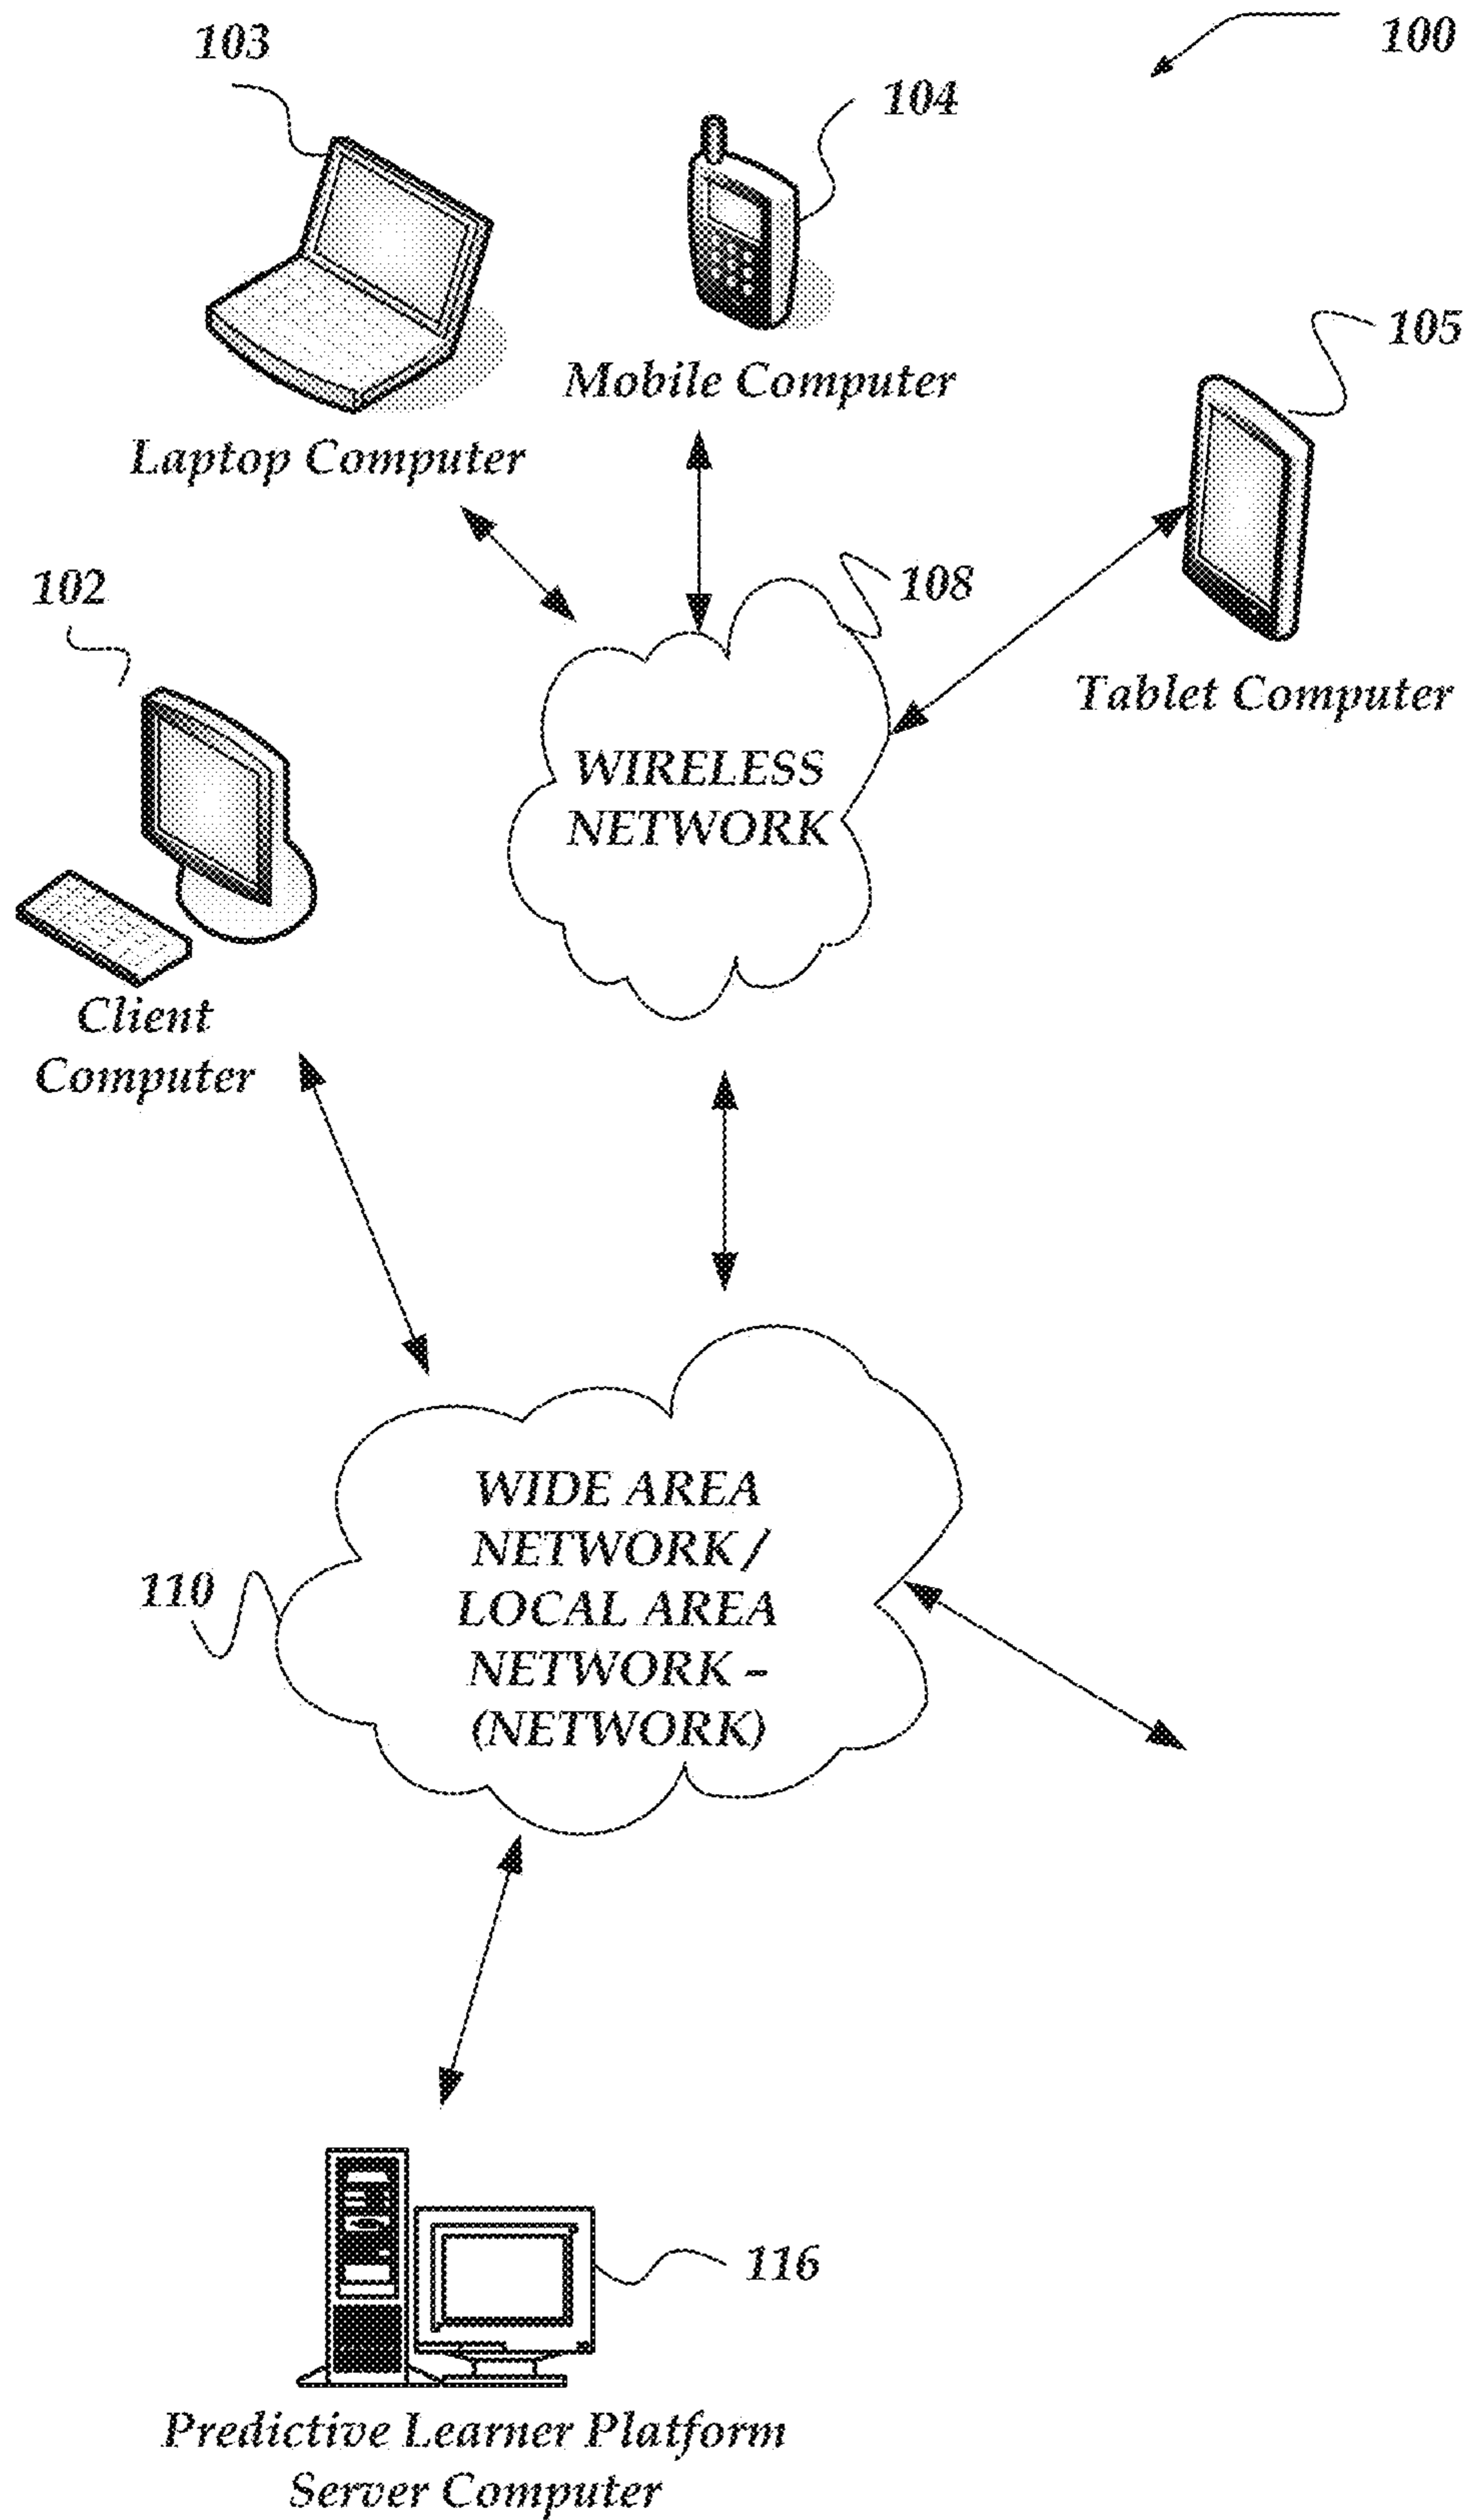 103
100
104
105
Mobile Computer
Laptop Computer
102
108
Tablet Computer
WIRELESS
NETWORK
Client
Computer
WIDE AREA
NETWORK /
LOCAL AREA
NETWORK –
(NETWORK)
110
116
Predictive Learner Platform
Server Computer